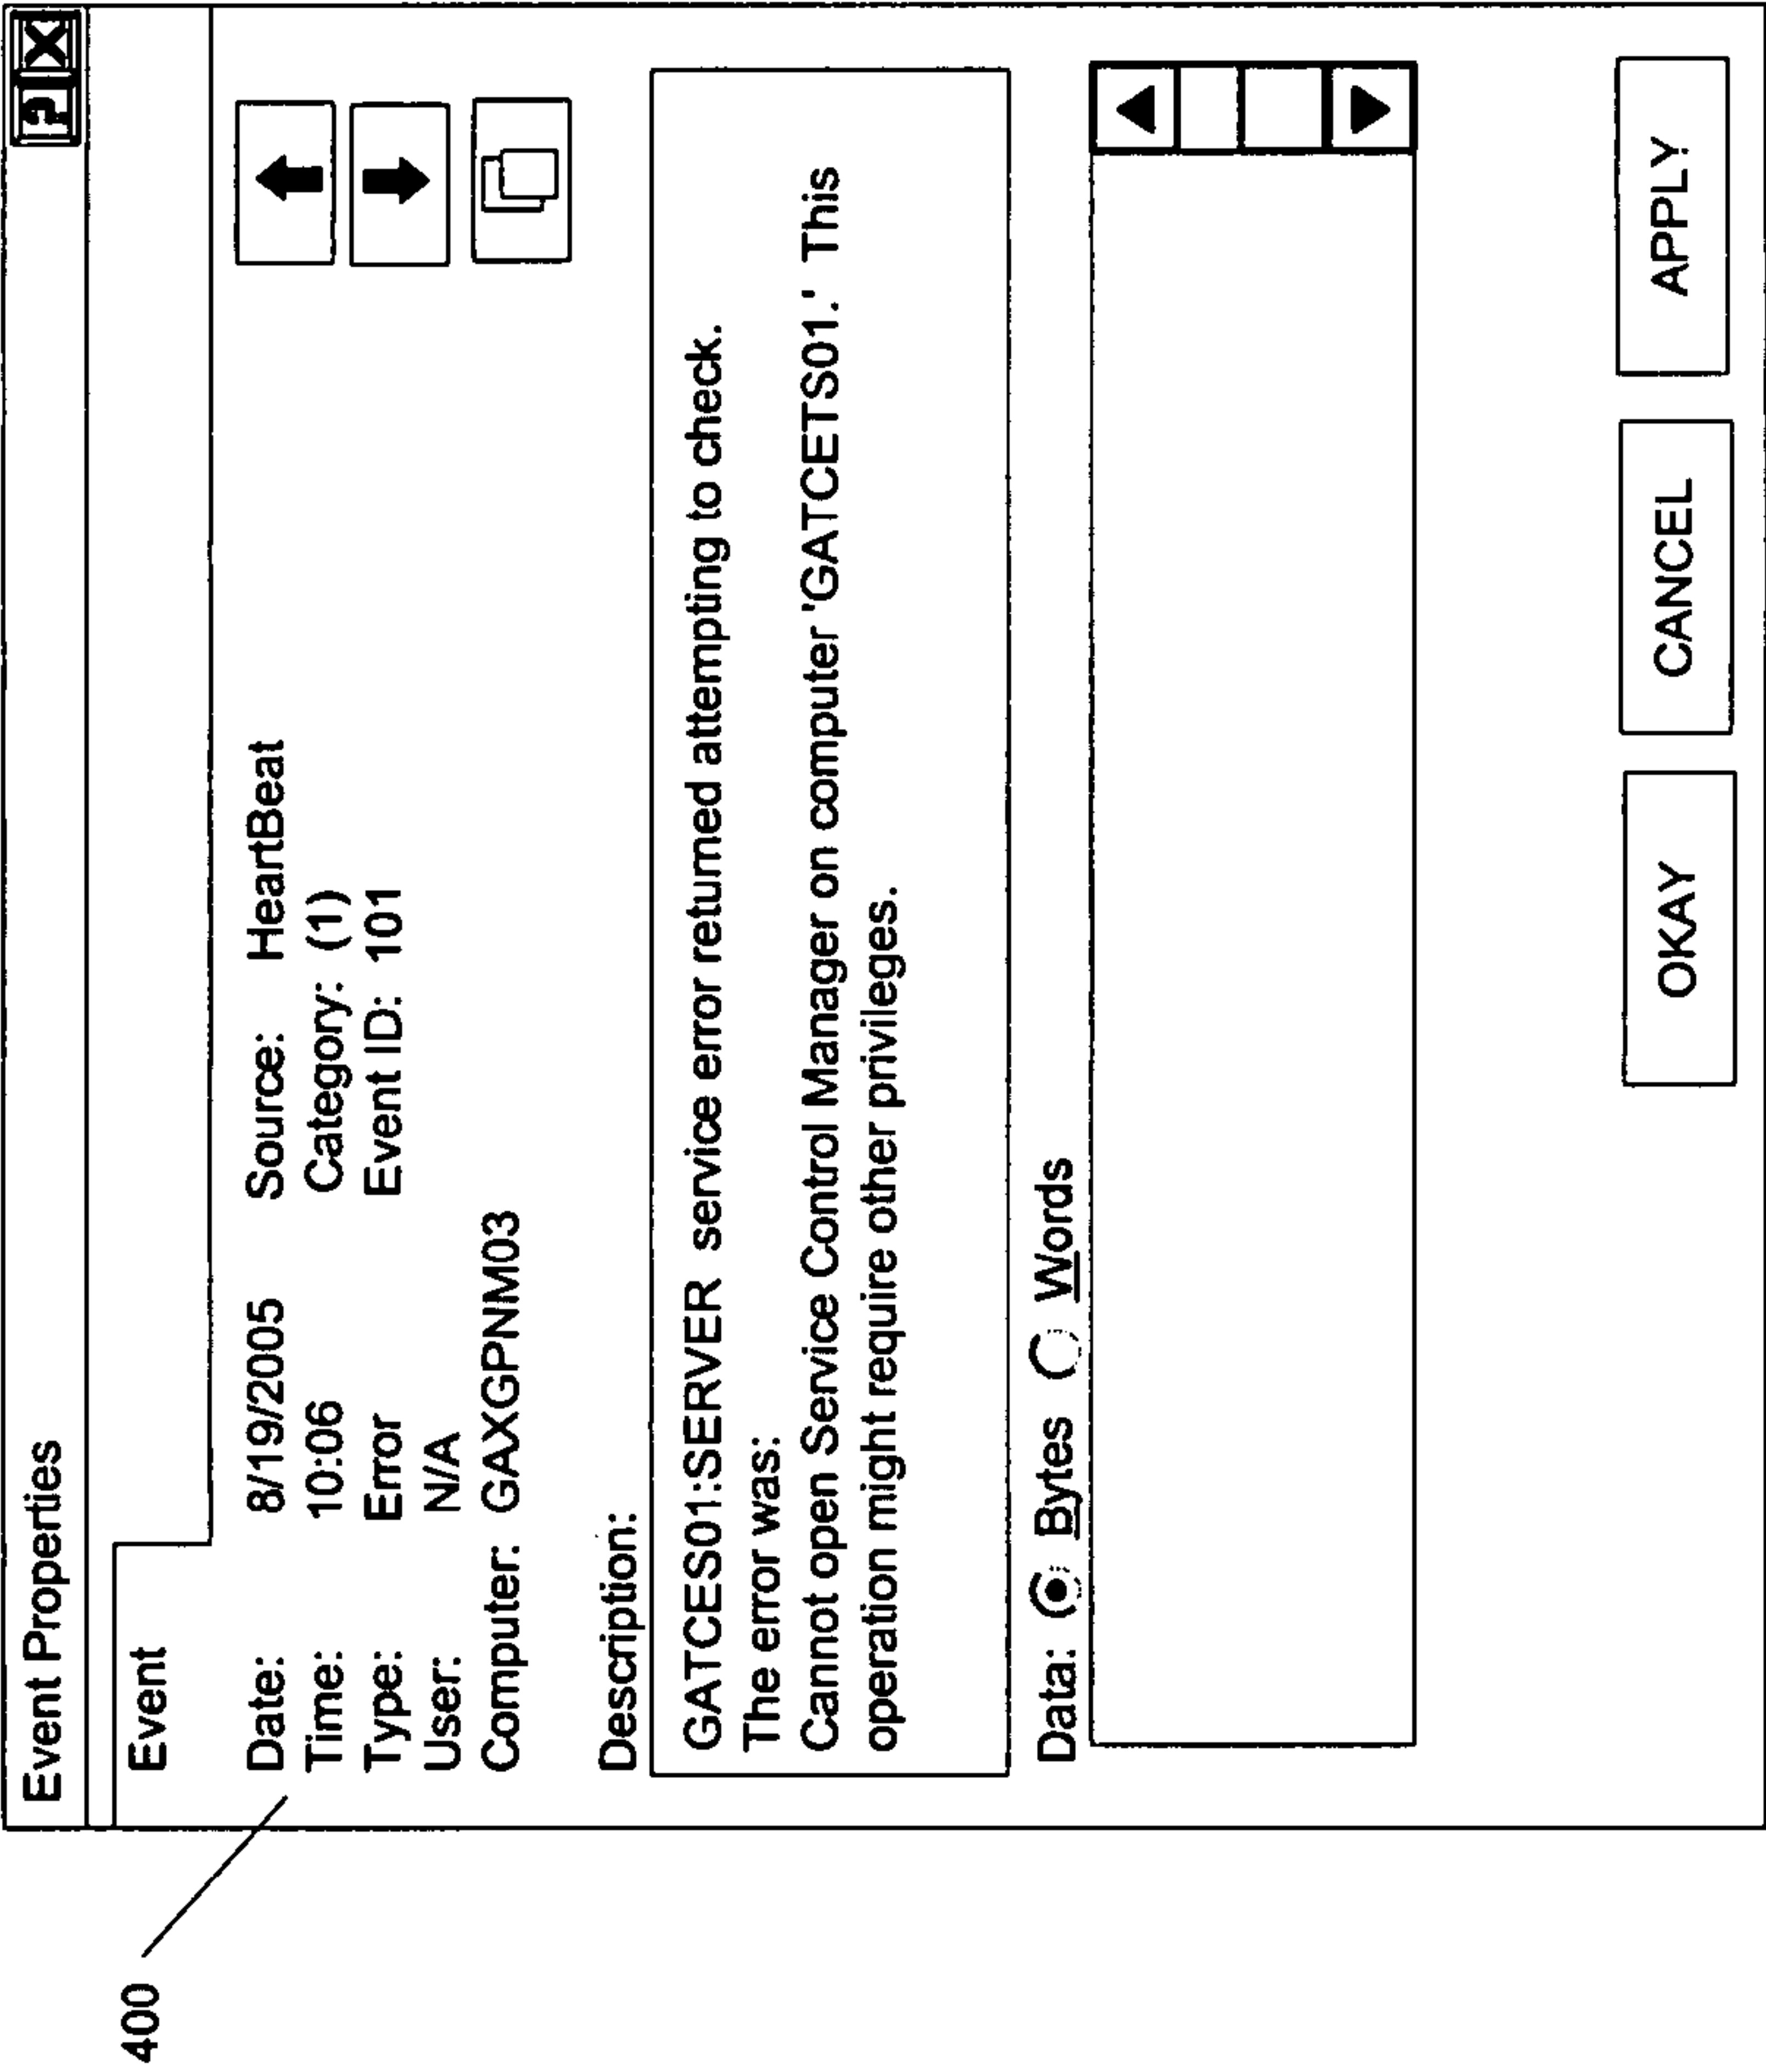 400
Event Properties
? X
Event
Date: 8/19/2005 Source: HeartBeat
Time: 10:06 Category: (1)
Type: Error Event ID: 101
User: N/A
Computer: GAXGPNM03
Description:
GATCES01:SERVER service error returned attempting to check.
The error was:
Cannot open Service Control Manager on computer 'GATCETS01.' This
operation might require other privileges.
Data: Bytes Words
OKAY CANCEL APPLY